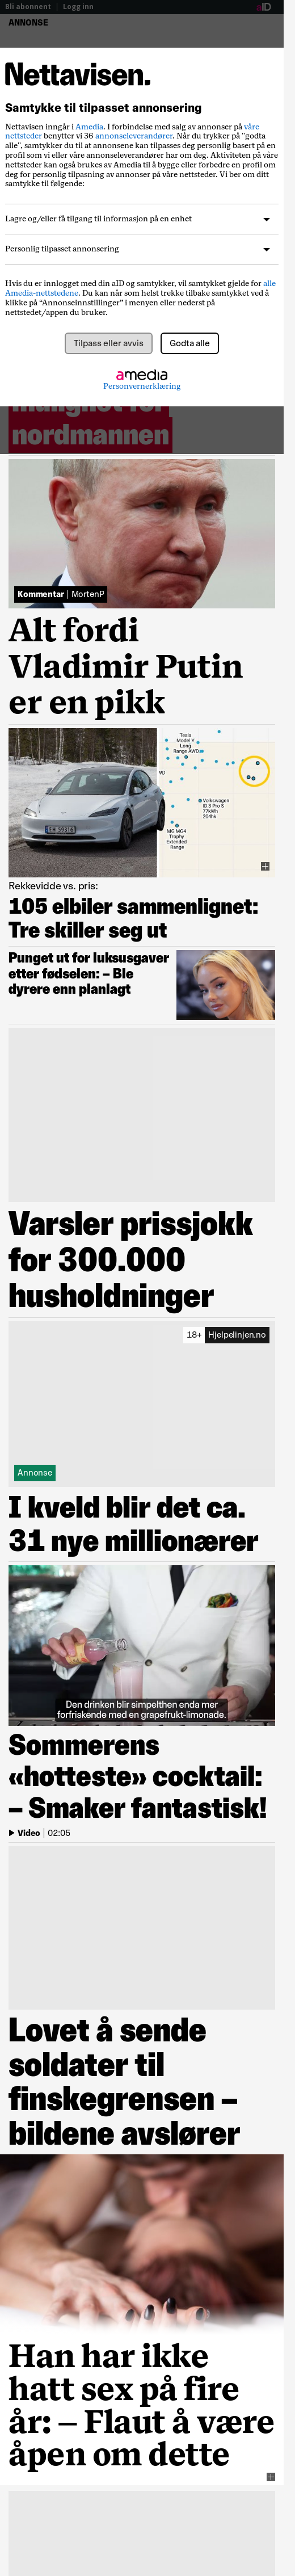 Bli abonnent | Logg inn
aID
ANNONSE
Nettavisen.
Samtykke til tilpasset annonsering
Nettavisen inngår i Amedia. I forbindelse med salg av annonser på våre
nettsteder benytter vi 36 annonseleverandører. Når du trykker på "godta
alle", samtykker du til at annonsene kan tilpasses deg personlig basert på en
profil som vi eller våre annonseleverandører har om deg. Aktiviteten på våre
nettsteder kan også brukes av Amedia til å bygge eller forbedre en profil om
deg for personlig tilpasning av annonser på våre nettsteder. Vi ber om ditt
samtykke til følgende:
Lagre og/eller få tilgang til informasjon på en enhet
Personlig tilpasset annonsering
Hvis du er innlogget med din aID og samtykker, vil samtykket gjelde for alle
Amedia-nettstedene. Du kan når som helst trekke tilbake samtykket ved å
klikke på “Annonseinnstillinger” i menyen eller nederst på
nettstedet/appen du bruker.
Tilpass eller avvis
Godta alle
amedia
Personvernerklæring
mangfot for
nordmannen
Kommentar | MortenP
Alt fordi
Vladimir Putin
er en pikk
Tesla
Model Y
Long
Range AWD
WD
Volkswagen
ID.3 Pro S
77kWh
204hk
MG MG4
Trophy
Extended
Range
Rekkevidde vs. pris:
105 elbiler sammenlignet:
Tre skiller seg ut
Punget ut for luksusgaver
etter fødselen: – Ble
dyrere enn planlagt
Varsler prissjokk
for 300.000
husholdninger
18+ Hjelpelinjen.no
Annonse
I kveld blir det ca.
31 nye millionærer
Den drinken blir simpelthen enda mer
forfriskende med en grapefrukt-limonade.
Sommerens
«hotteste» cocktail:
– Smaker fantastisk!
Video | 02:05
Lovet å sende
soldater til
finskegrensen –
bildene avslører
Han har ikke
hatt sex på fire
år: – Flaut å være
åpen om dette